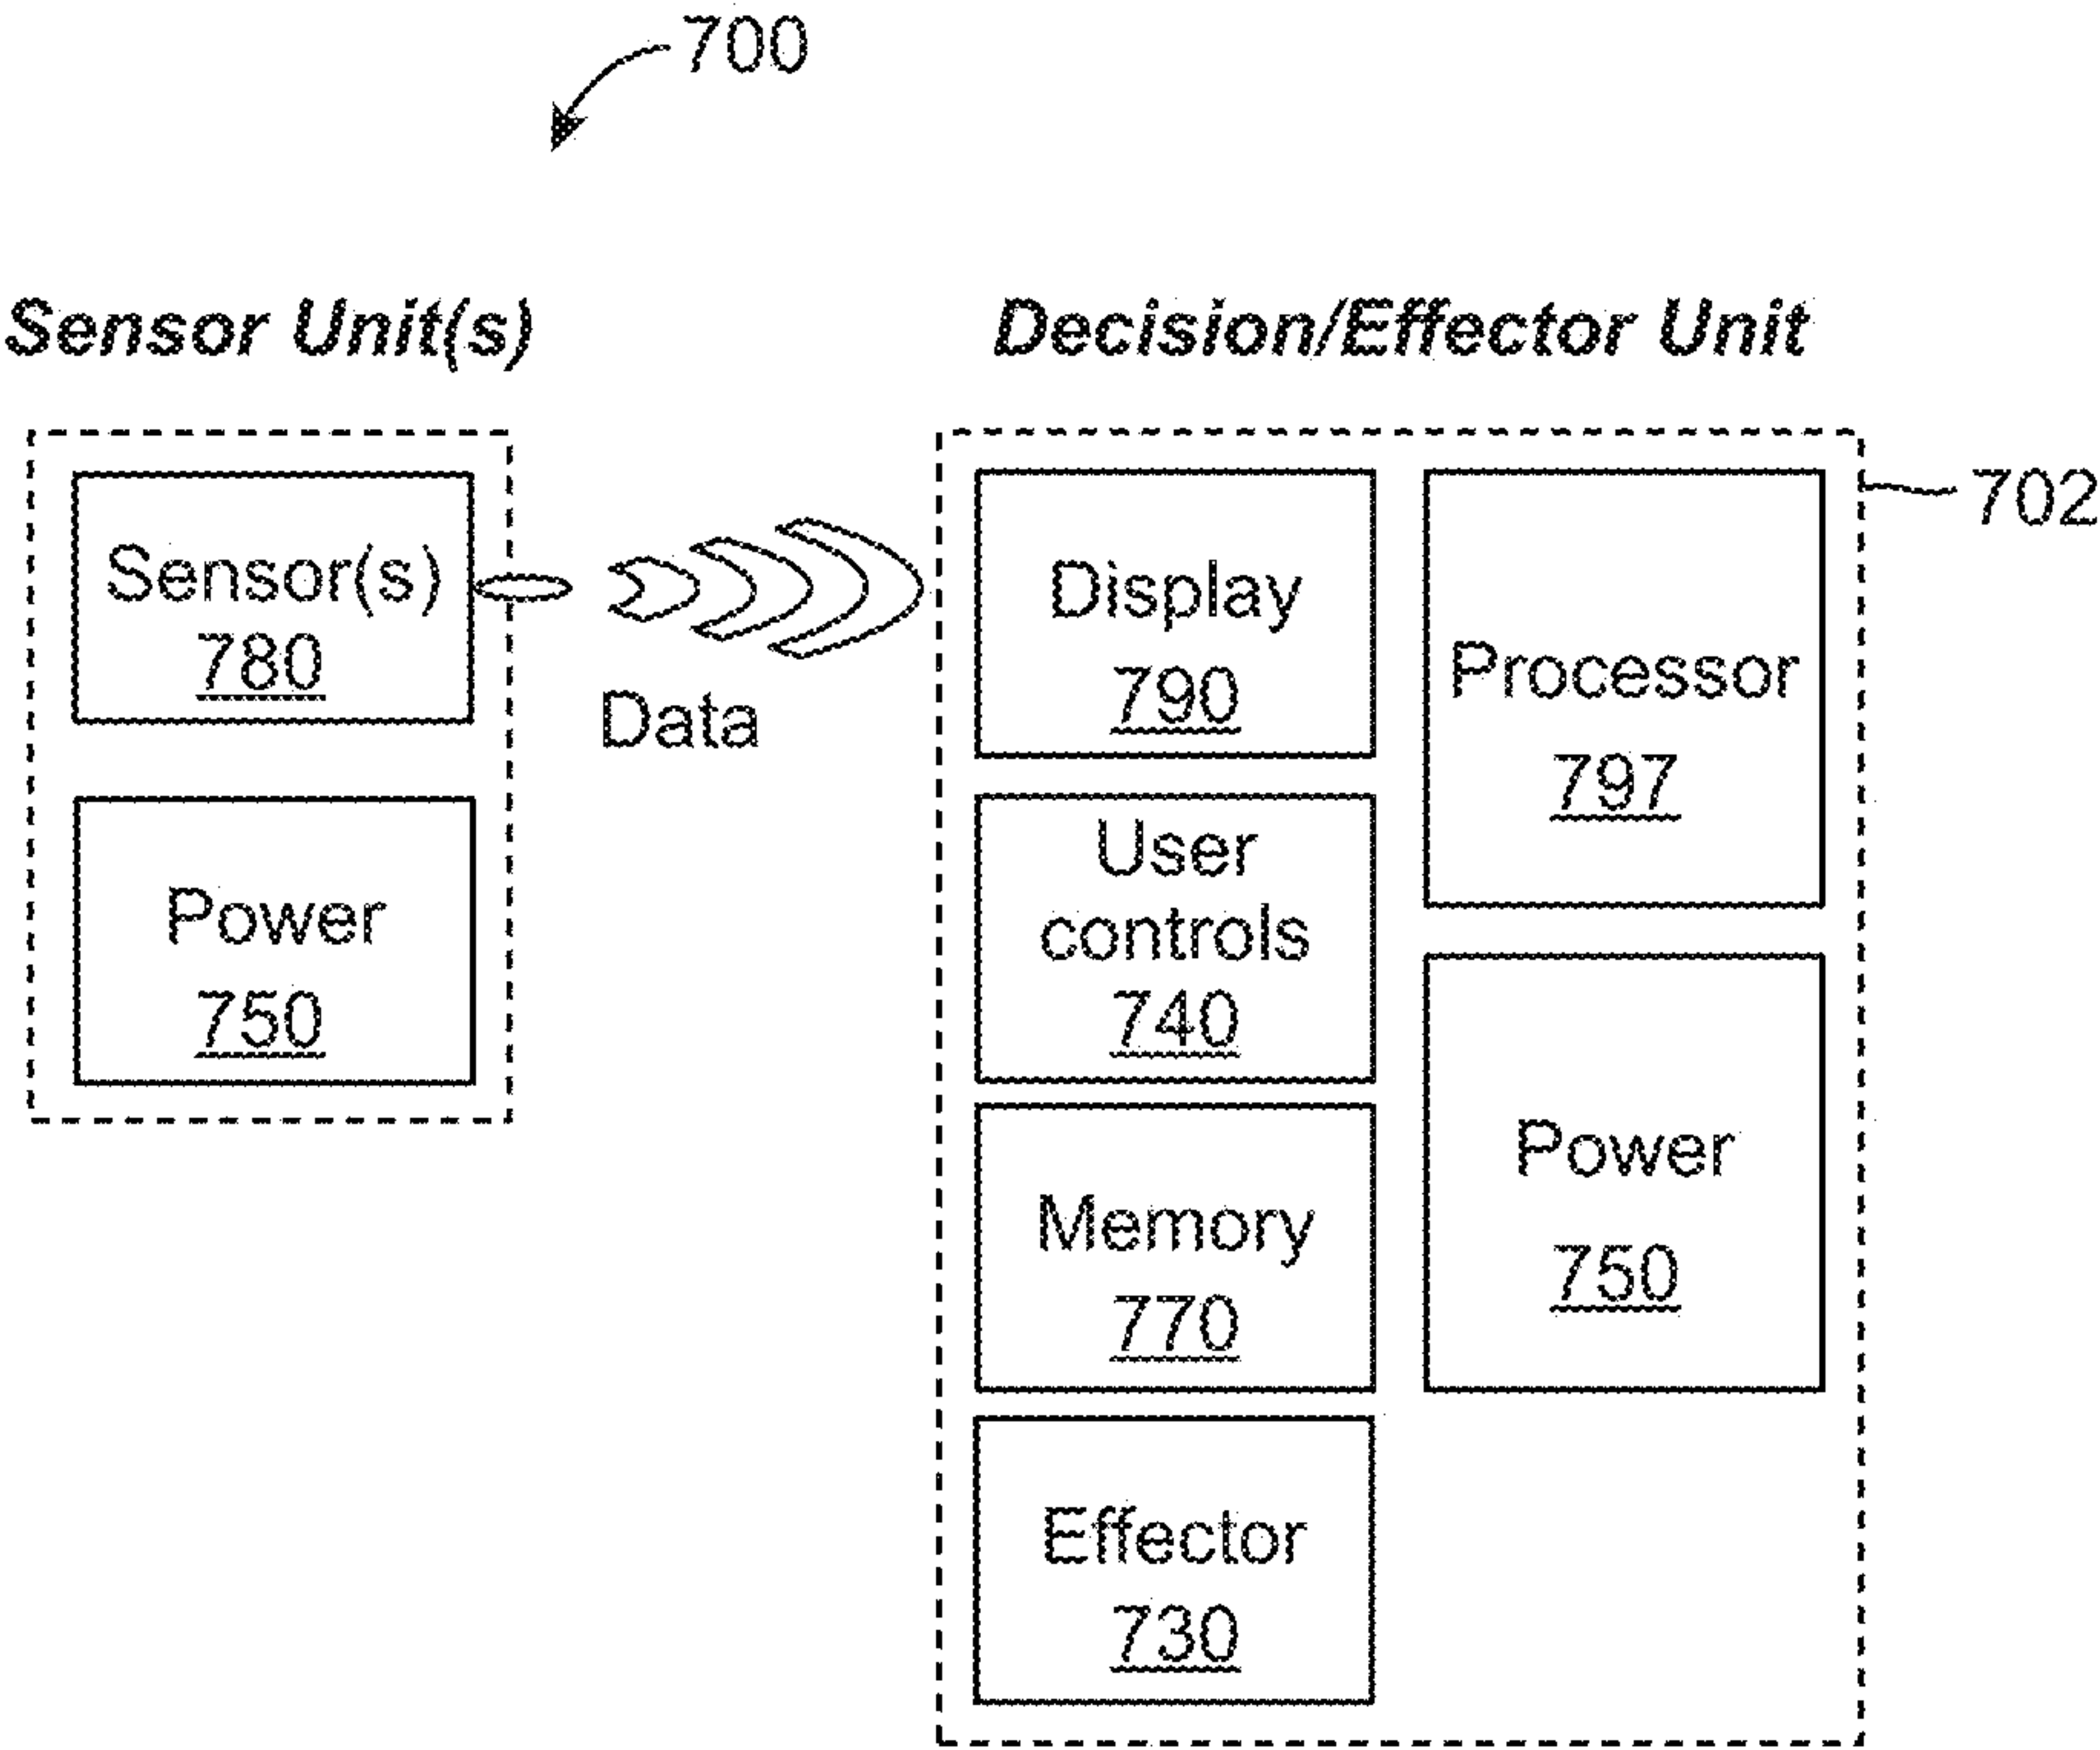 700
Sensor Unit(s)
Sensor(s)
780
Power
750
Data
Decision/Effector Unit
702
Display
790
User
controls
740
Memory
770
Effector
730
Processor
797
Power
750